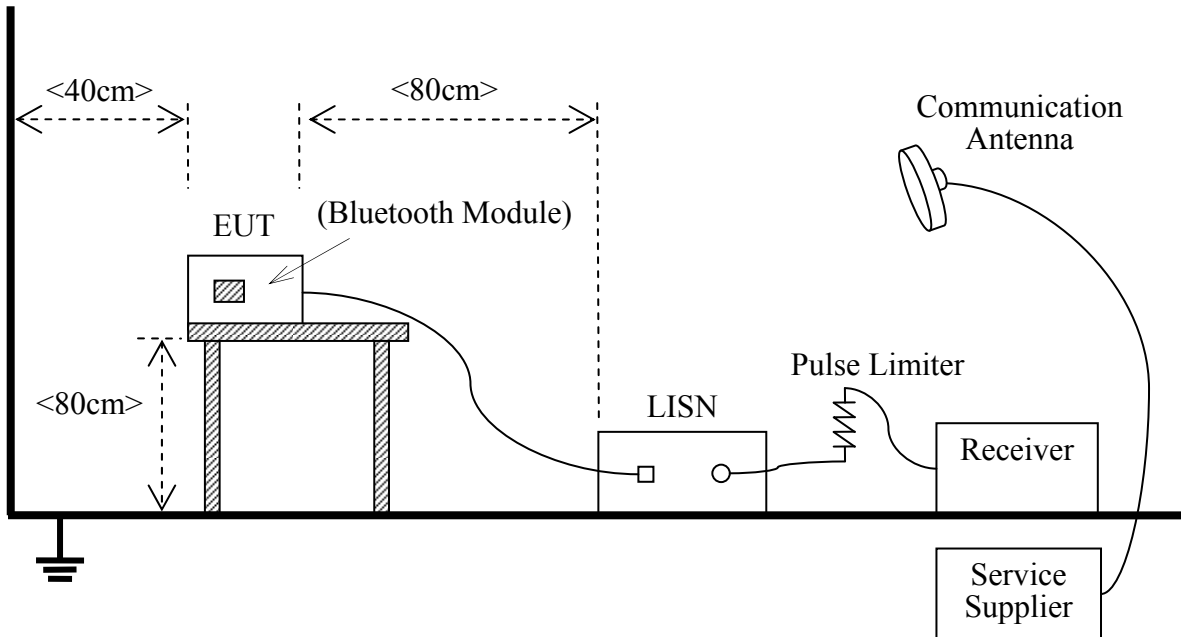 <40cm>
<80cm>
Communication
Antenna
EUT
(Bluetooth Module)
<80cm>
Pulse Limiter
LISN
Receiver
Service
Supplier